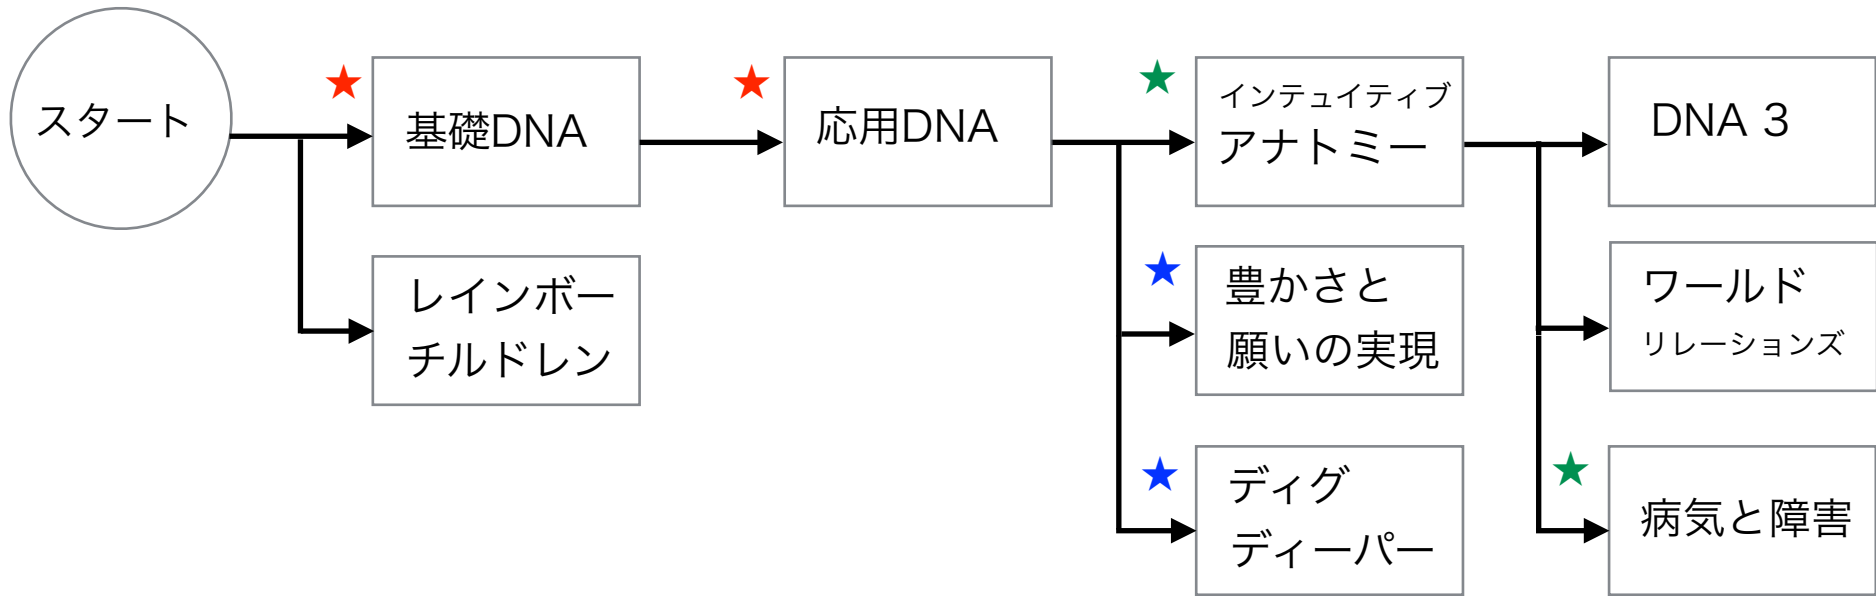 スタート
基礎DNA
応用DNA
インテュイティブ
アナトミー
DNA 3
レインボー
チルドレン
豊かさと
願いの実現
ワールド
リレーションズ
ディグ
ディーパー
病気と障害